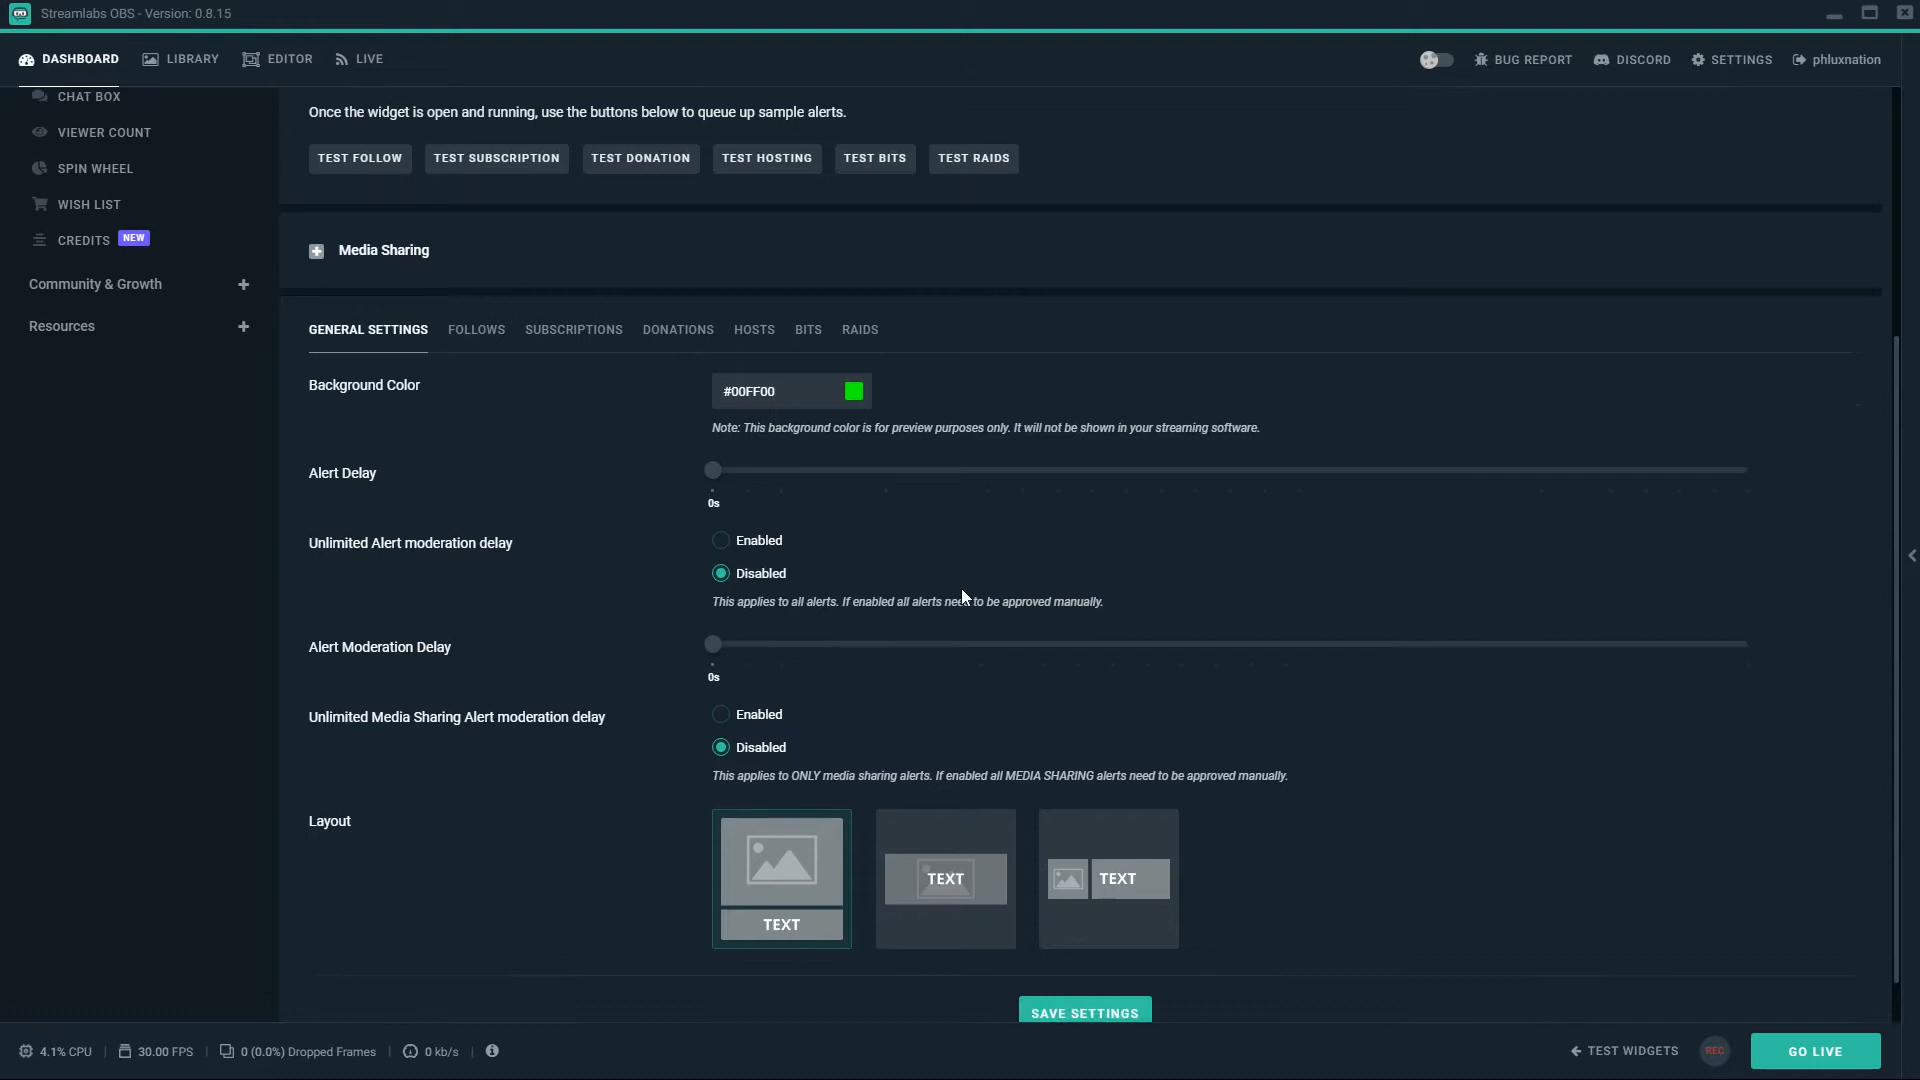 Streamlabs OBS - Version: 0.8.15
DASHBOARD LIBRARY EDITOR LIVE BUG REPORT DISCORD SETTINGS phluxnation
CHAT BOX
VIEWER COUNT
SPIN WHEEL
WISH LIST
CREDITS NEW
Community & Growth
Resources
Once the widget is open and running, use the buttons below to queue up sample alerts.
TEST FOLLOW TEST SUBSCRIPTION TEST DONATION TEST HOSTING TEST BITS TEST RAIDS
Media Sharing
GENERAL SETTINGS FOLLOWS SUBSCRIPTIONS DONATIONS HOSTS BITS RAIDS
Background Color
#00FF00
Note: This background color is for preview purposes only. It will not be shown in your streaming software.
Alert Delay
0s
Unlimited Alert moderation delay
Enabled
Disabled
This applies to all alerts. If enabled all alerts need to be approved manually.
Alert Moderation Delay
0s
Unlimited Media Sharing Alert moderation delay
Enabled
Disabled
This applies to ONLY media sharing alerts. If enabled all MEDIA SHARING alerts need to be approved manually.
Layout
TEXT
TEXT
TEXT
SAVE SETTINGS
4.1% CPU 30.00 FPS 0 (0.0%) Dropped Frames 0 kb/s TEST WIDGETS REC GO LIVE